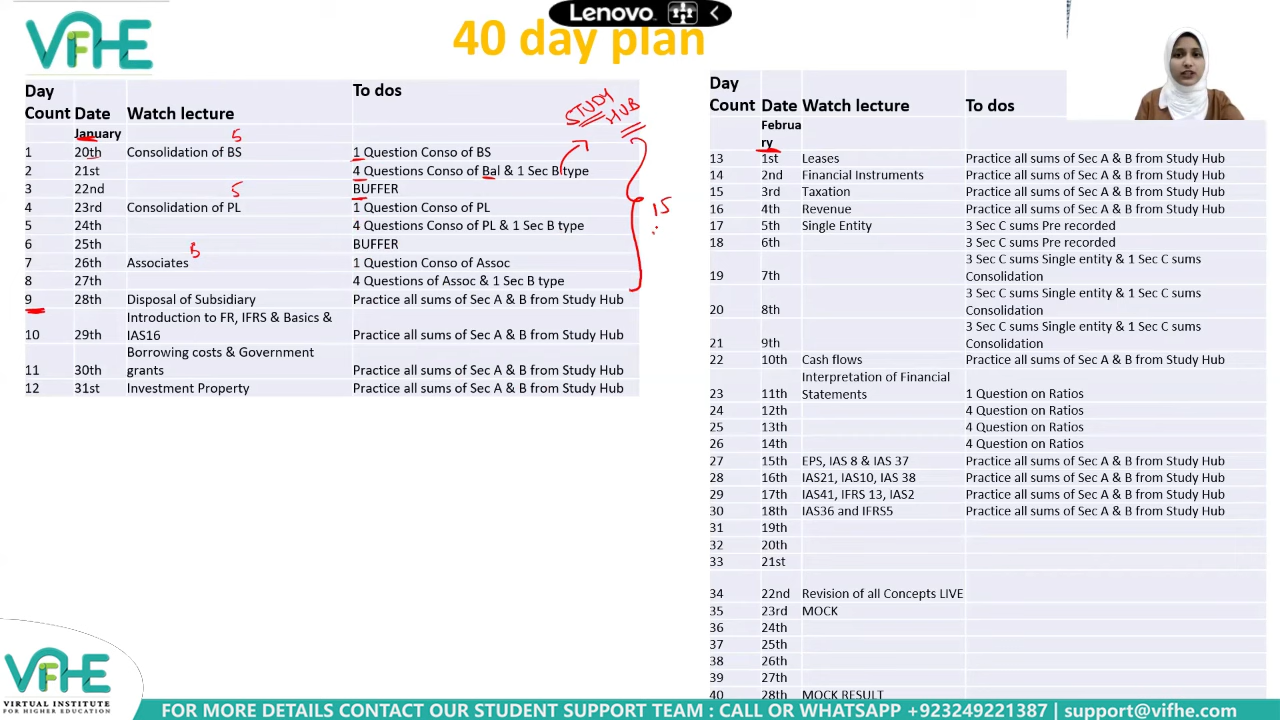 Lenovo
40 day plan
VIFHE
Day Count Date Watch lecture To dos
STUDY HUB
January
5
1 20th Consolidation of BS 1 Question Conso of BS
2 21st 4 Questions Conso of Bal & 1 Sec B type
3 22nd BUFFER
5
4 23rd Consolidation of PL 1 Question Conso of PL
15
5 24th 4 Questions Conso of PL & 1 Sec B type
6 25th BUFFER
7 26th Associates 1 Question Conso of Assoc
8 27th 4 Questions of Assoc & 1 Sec B type
9 28th Disposal of Subsidiary Practice all sums of Sec A & B from Study Hub
10 29th Introduction to FR, IFRS & Basics & IAS16 Practice all sums of Sec A & B from Study Hub
11 30th Borrowing costs & Government grants Practice all sums of Sec A & B from Study Hub
12 31st Investment Property Practice all sums of Sec A & B from Study Hub
Day Count Date Watch lecture To dos
February
13 1st Leases Practice all sums of Sec A & B from Study Hub
14 2nd Financial Instruments Practice all sums of Sec A & B from Study Hub
15 3rd Taxation Practice all sums of Sec A & B from Study Hub
16 4th Revenue Practice all sums of Sec A & B from Study Hub
17 5th Single Entity 3 Sec C sums Pre recorded
18 6th 3 Sec C sums Pre recorded
19 7th 3 Sec C sums Single entity & 1 Sec C sums Consolidation
20 8th 3 Sec C sums Single entity & 1 Sec C sums Consolidation
21 9th 3 Sec C sums Single entity & 1 Sec C sums Consolidation
22 10th Cash flows Practice all sums of Sec A & B from Study Hub
23 11th Interpretation of Financial Statements 1 Question on Ratios
24 12th 4 Question on Ratios
25 13th 4 Question on Ratios
26 14th 4 Question on Ratios
27 15th EPS, IAS 8 & IAS 37 Practice all sums of Sec A & B from Study Hub
28 16th IAS21, IAS10, IAS 38 Practice all sums of Sec A & B from Study Hub
29 17th IAS41, IFRS 13, IAS2 Practice all sums of Sec A & B from Study Hub
30 18th IAS36 and IFRS5 Practice all sums of Sec A & B from Study Hub
31 19th
32 20th
33 21st
34 22nd Revision of all Concepts LIVE
35 23rd MOCK
36 24th
37 25th
38 26th
39 27th
40 28th MOCK RESULT
VIFHE
VIRTUAL INSTITUTE
FOR HIGHER EDUCATION
FOR MORE DETAILS CONTACT OUR STUDENT SUPPORT TEAM : CALL OR WHATSAPP +923249221387 | support@vifhe.com